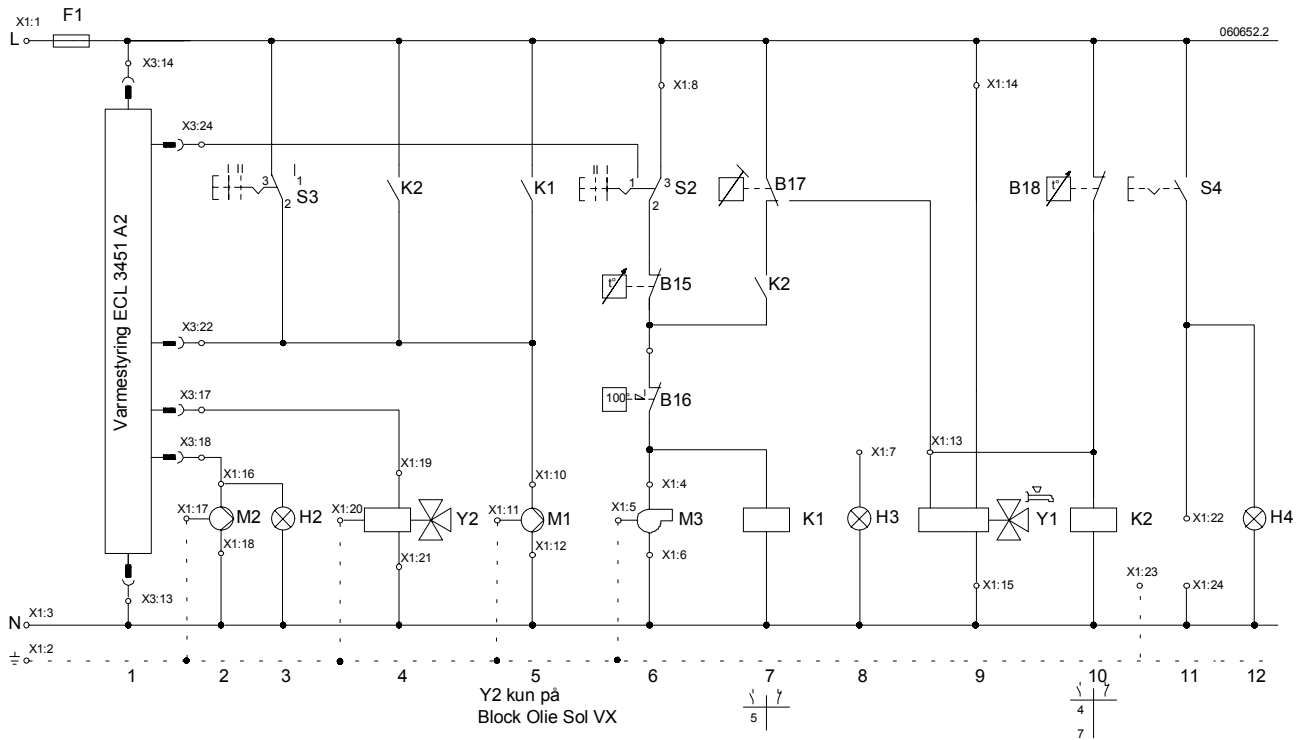 X1:1
F1
L
060652.2
X3:14
X1:8
X1:14
X3:24
II
3
I
1
2
S3
K2
K1
II
1
3
2
S2
B17
B18
t°
S4
Varmestyring ECL 3451 A2
t°
B15
K2
X3:22
100°
B16
X3:17
X3:18
X1:16
X1:19
X1:10
X1:4
X1:7
X1:13
X1:17
M2
H2
X1:20
Y2
X1:11
M1
X1:5
M3
K1
H3
Y1
K2
X1:22
H4
X1:18
X1:21
X1:12
X1:6
X1:15
X1:23
X1:24
X3:13
X1:3
N
X1:2
1 2 3 4 5 6 7 8 9 10 11 12
Y2 kun på
Block Olie Sol VX
5
4
7